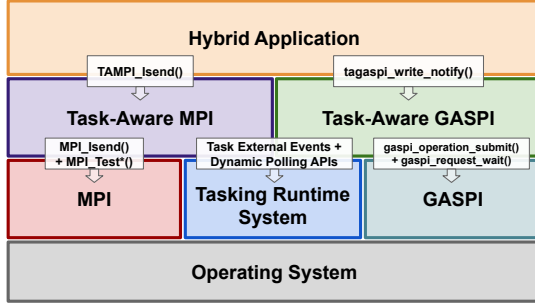 Hybrid Application
TAMPI_Isend()
tagaspi_write_notify()
Task-Aware MPI
Task-Aware GASPI
MPI_Isend()
+ MPI_Test*()
Task External Events +
Dynamic Polling APIs
gaspi_operation_submit()
+ gaspi_request_wait()
MPI
Tasking Runtime
System
GASPI
Operating System